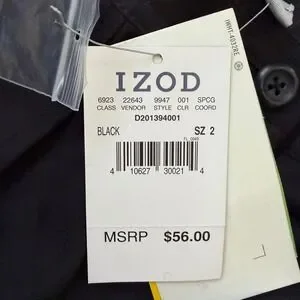 IZOD
6923 22643 9947 001 SPCG
CLASS VENDOR STYLE CLR COORD
D201394001
BLACK SZ 2
4 10627 30021 4
MSRP $56.00